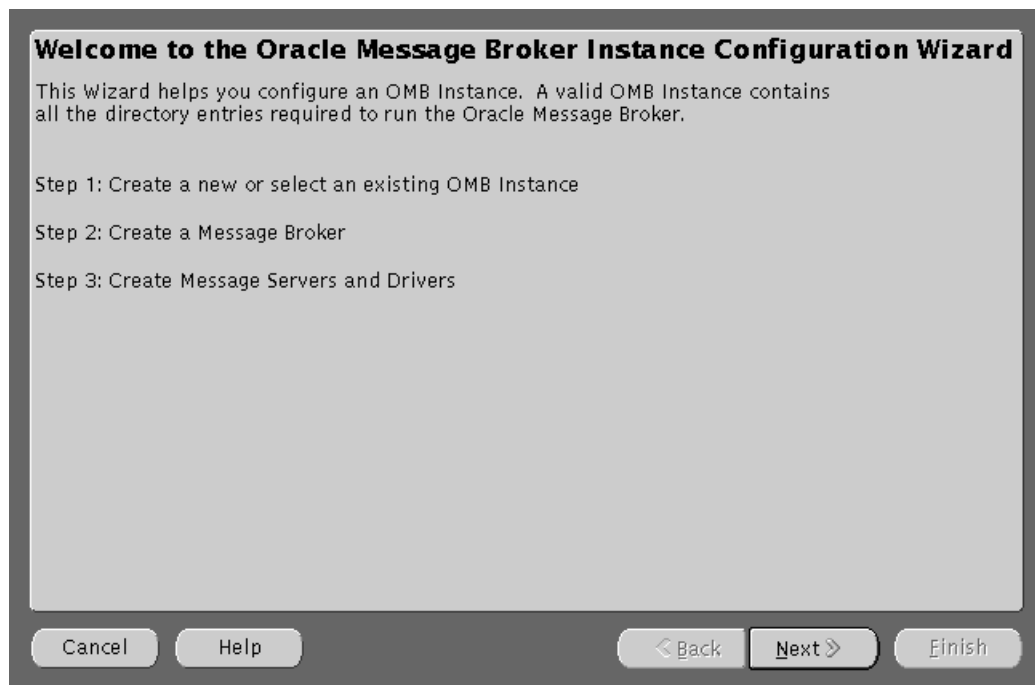 Welcome to the Oracle Message Broker Instance Configuration Wizard
This Wizard helps you configure an OMB Instance.  A valid OMB Instance contains
all the directory entries required to run the Oracle Message Broker.
Step 1: Create a new or select an existing OMB Instance
Step 2: Create a Message Broker
Step 3: Create Message Servers and Drivers
Cancel Help Back Next Finish